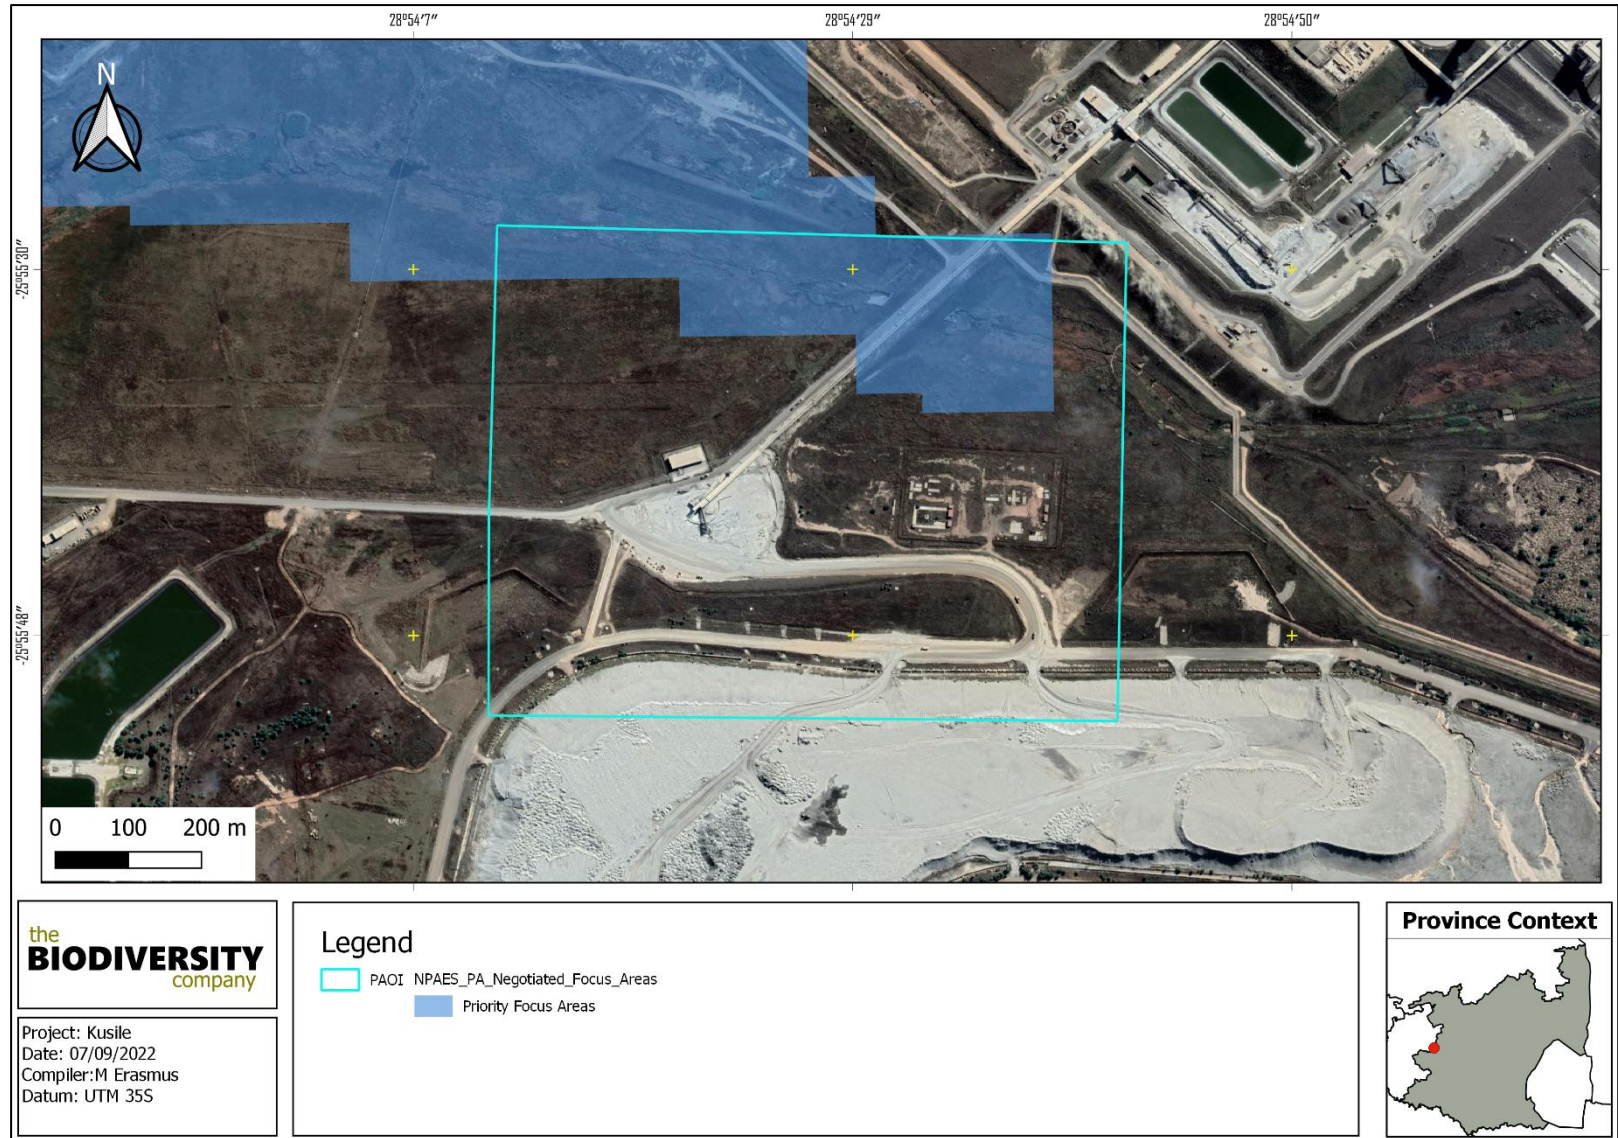 28°54'7"
28°54'29"
28°54'50"
N
-25°55'30"
-25°55'48"
0 100 200 m
the
BIODIVERSITY
company
Project: Kusile
Date: 07/09/2022
Compiler:M Erasmus
Datum: UTM 35S
Legend
PAOI NPAES_PA_Negotiated_Focus_Areas
Priority Focus Areas
Province Context